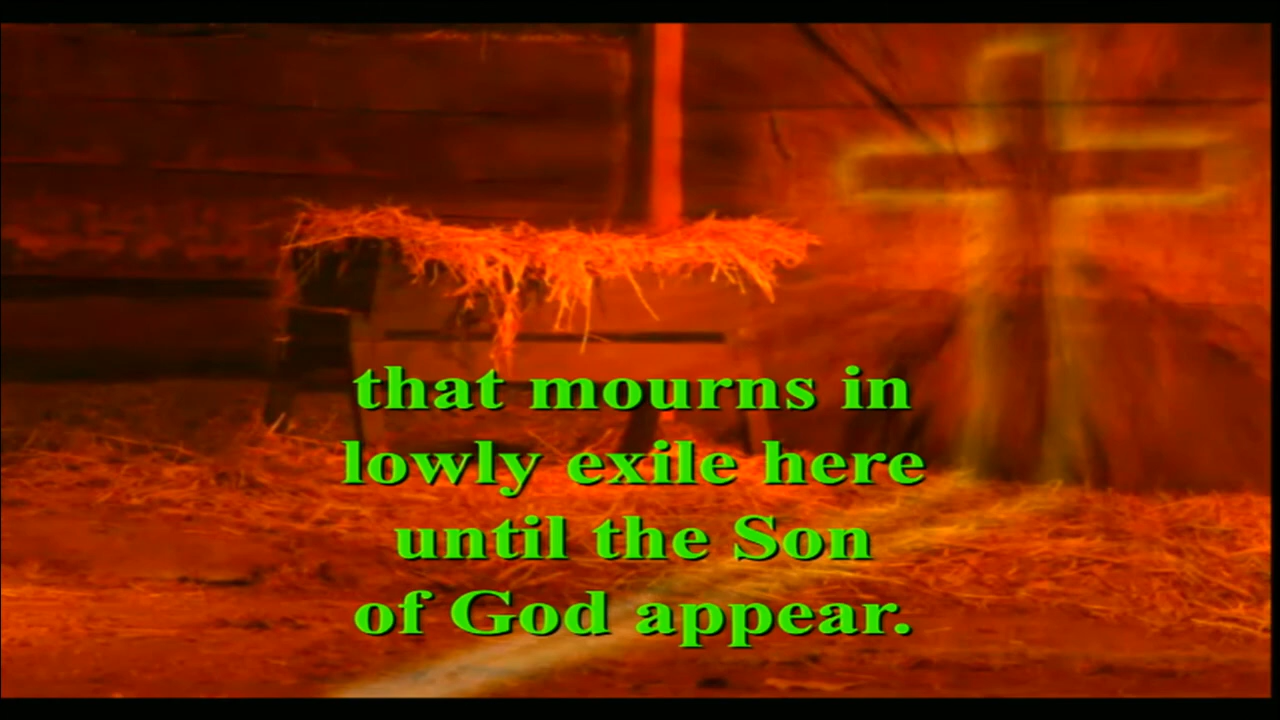 that mourns in
lowly exile here
until the Son
of God appear.